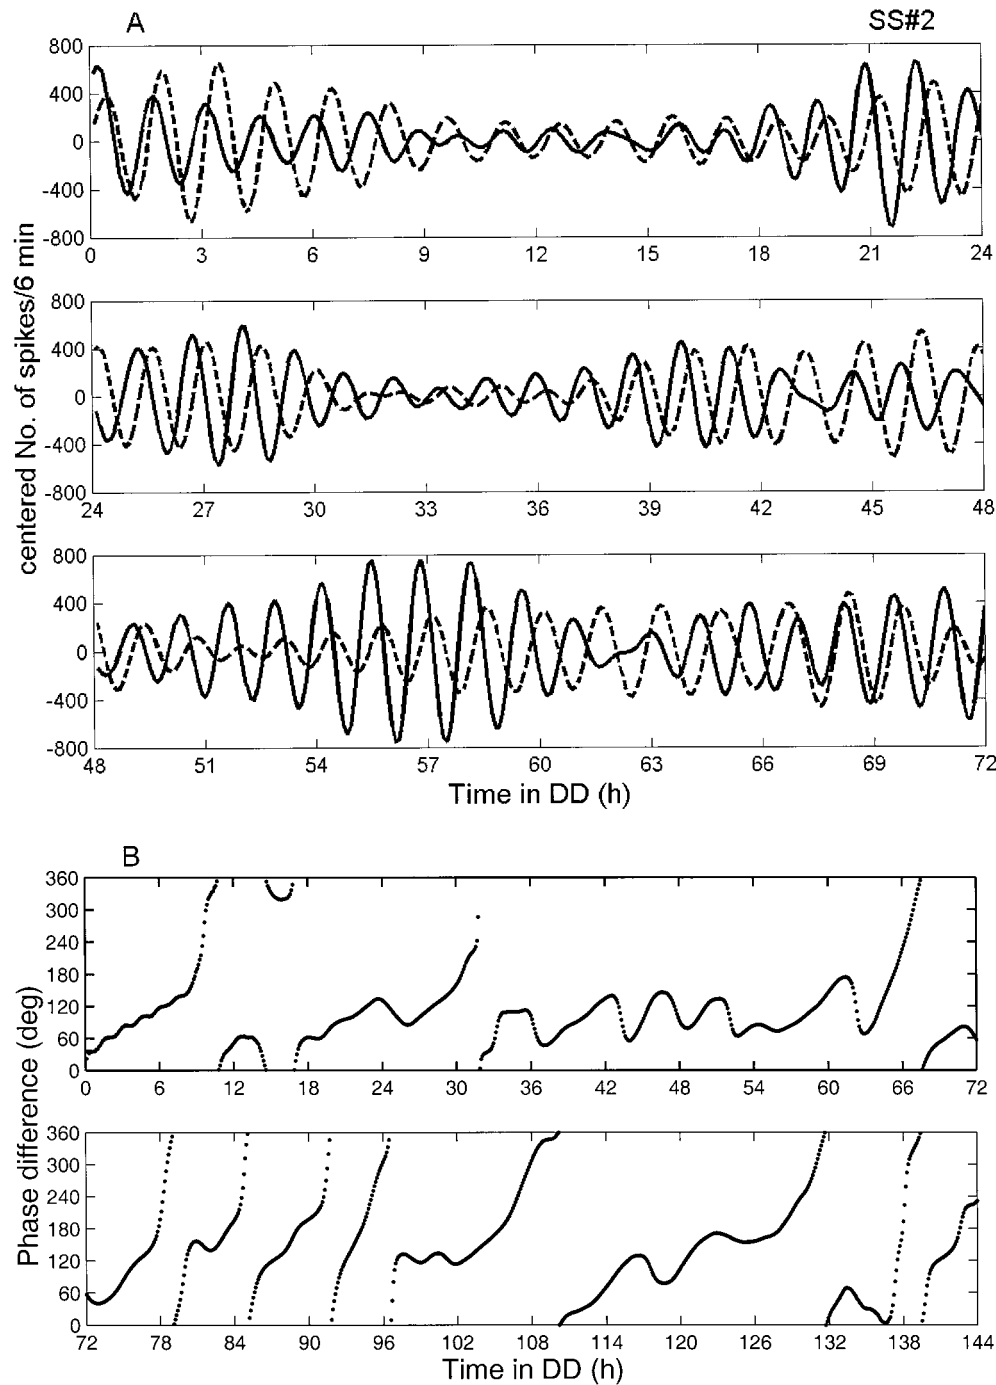 A SS#2
800
400
0
-400
-800
0 3 6 9 12 15 18 21 24
centered No. of spikes/6 min
800
400
0
-400
-800
24 27 30 33 36 39 42 45 48
800
400
0
-400
-800
48 51 54 57 60 63 66 69 72
Time in DD (h)
B
360
300
240
180
120
60
0
0 6 12 18 24 30 36 42 48 54 60 66 72
Phase difference (deg)
360
300
240
180
120
60
0
72 78 84 90 96 102 108 114 120 126 132 138 144
Time in DD (h)